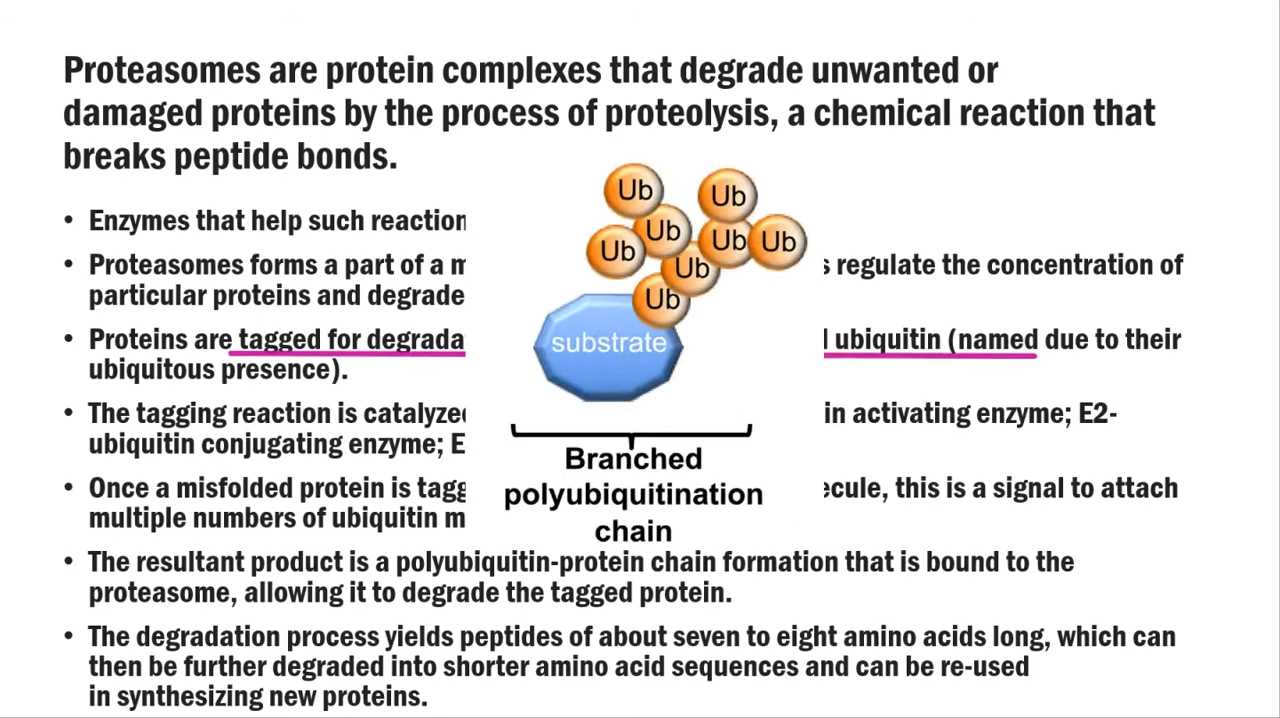 Proteasomes are protein complexes that degrade unwanted or
damaged proteins by the process of proteolysis, a chemical reaction that
breaks peptide bonds.
• Enzymes that help such reaction
• Proteasomes forms a part of a regulate the concentration of
particular proteins and degrade
• Proteins are tagged for ubiquitin (named due to their
ubiquitous presence).
• The tagging reaction is activating enzyme; E2-
ubiquitin conjugating enzyme;
• Once a misfolded protein is this is a signal to attach
multiple numbers of ubiquitin
• The resultant product is a polyubiquitin-protein chain formation that is bound to the
proteasome, allowing it to degrade the tagged protein.
• The degradation process yields peptides of about seven to eight amino acids long, which can
then be further degraded into shorter amino acid sequences and can be re-used
in synthesizing new proteins.
Ub
Ub
Ub
Ub
Ub
Ub
Ub
Ub
substrate
Branched
polyubiquitination
chain